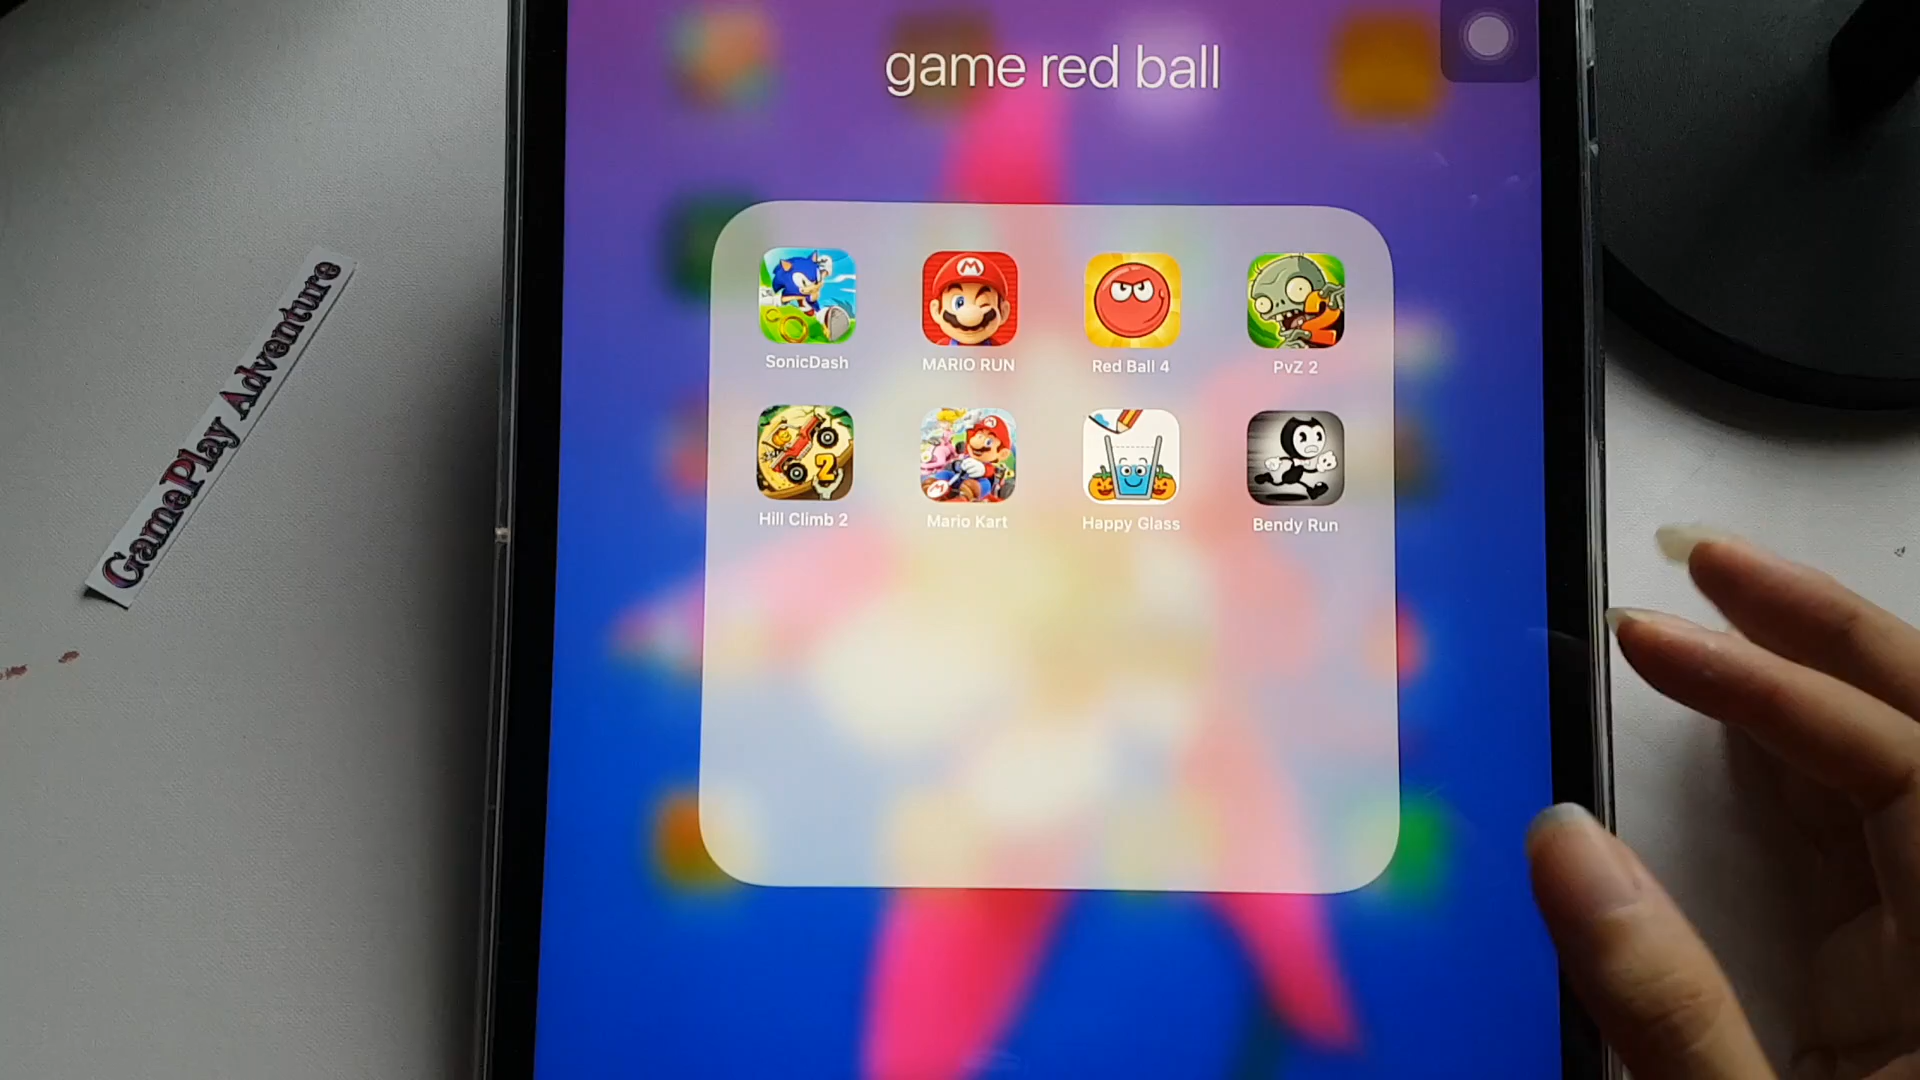 game red ball
GamePlay Adventure
SonicDash
MARIO RUN
Red Ball 4
PvZ 2
Hill Climb 2
Mario Kart
Happy Glass
Bendy Run